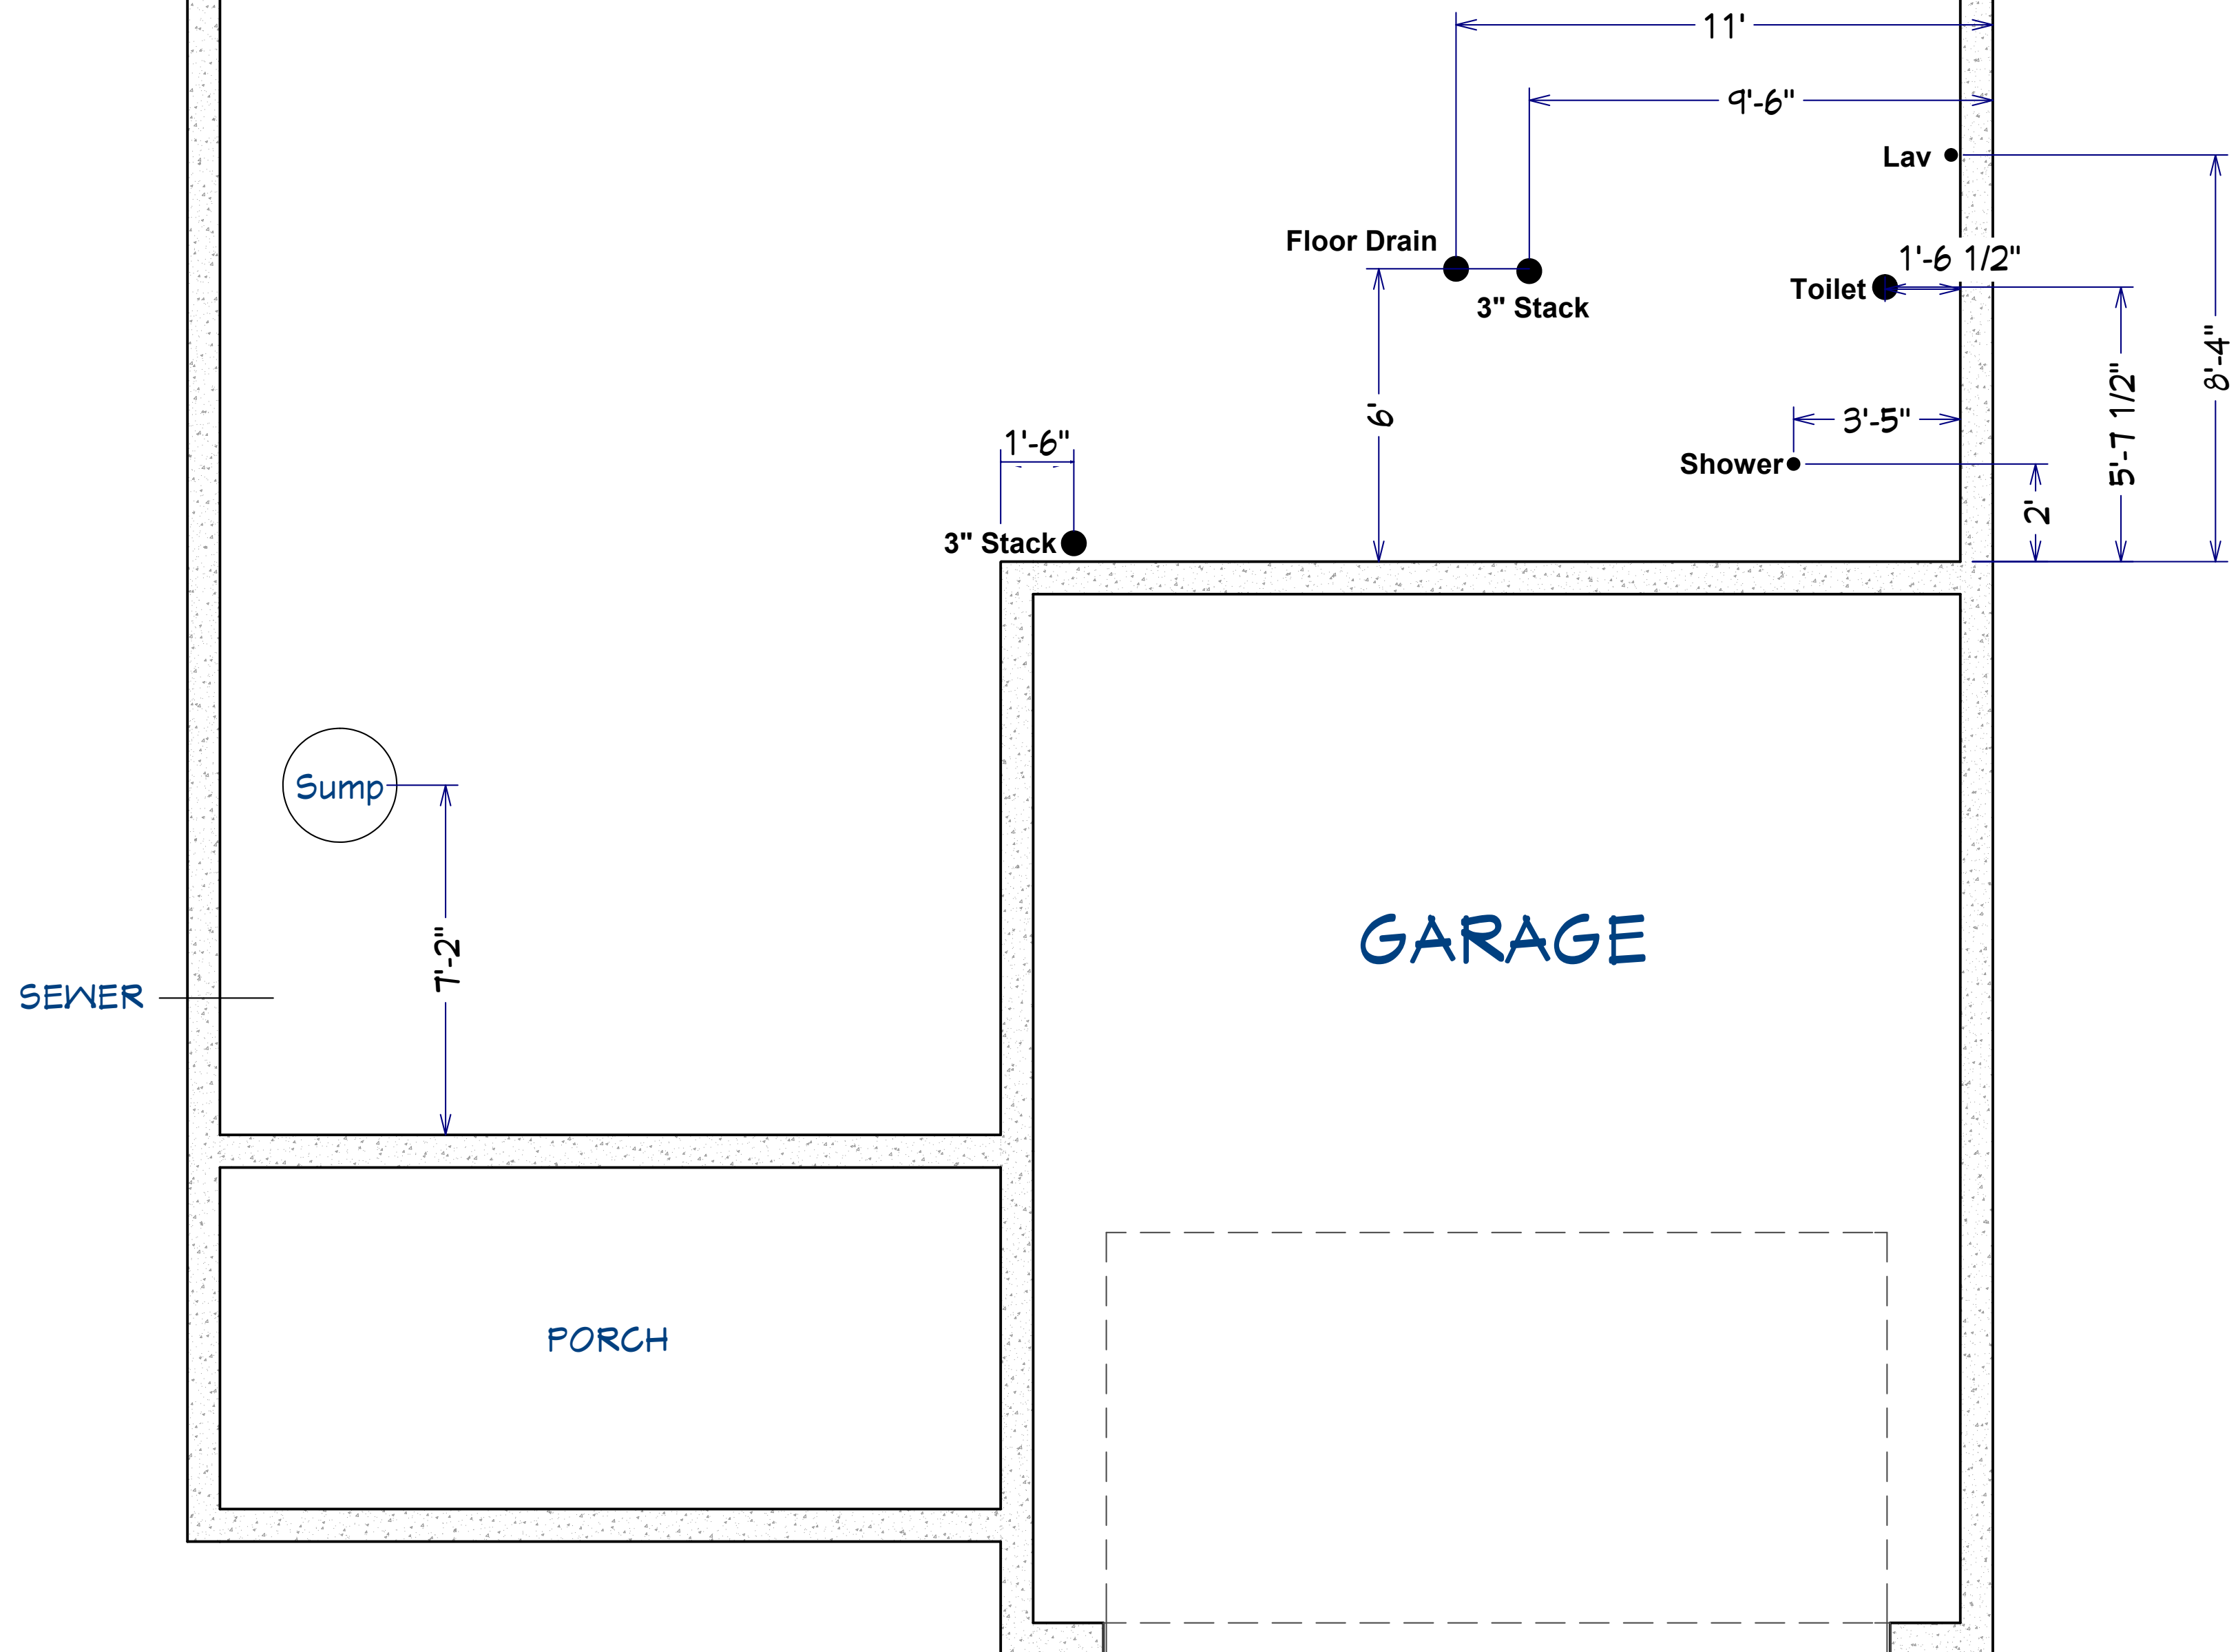 11'
9'-6"
Lav
Floor Drain
1'-6 1/2"
Toilet
3" Stack
8'-4"
5'-7 1/2"
6'
3'-5"
1'-6"
Shower
2'
3" Stack
Sump
GARAGE
7'-2"
SEWER
PORCH